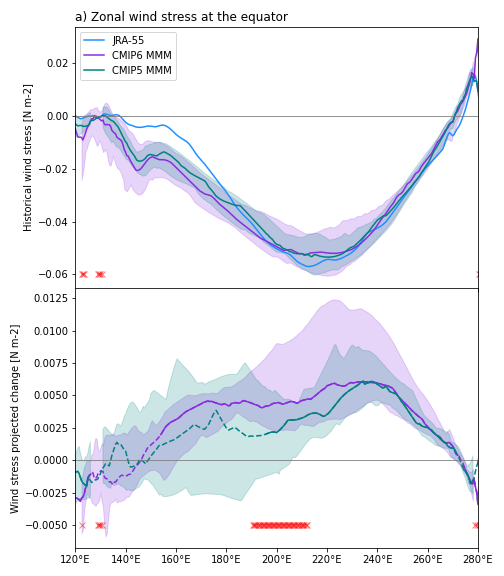 a) Zonal wind stress at the equator
JRA-55
CMIP6 MMM
CMIP5 MMM
Historical wind stress [N m-2]
0.02
0.00
−0.02
−0.04
−0.06
Wind stress projected change [N m-2]
0.0125
0.0100
0.0075
0.0050
0.0025
0.0000
−0.0025
−0.0050
120°E 140°E 160°E 180°E 200°E 220°E 240°E 260°E 280°E